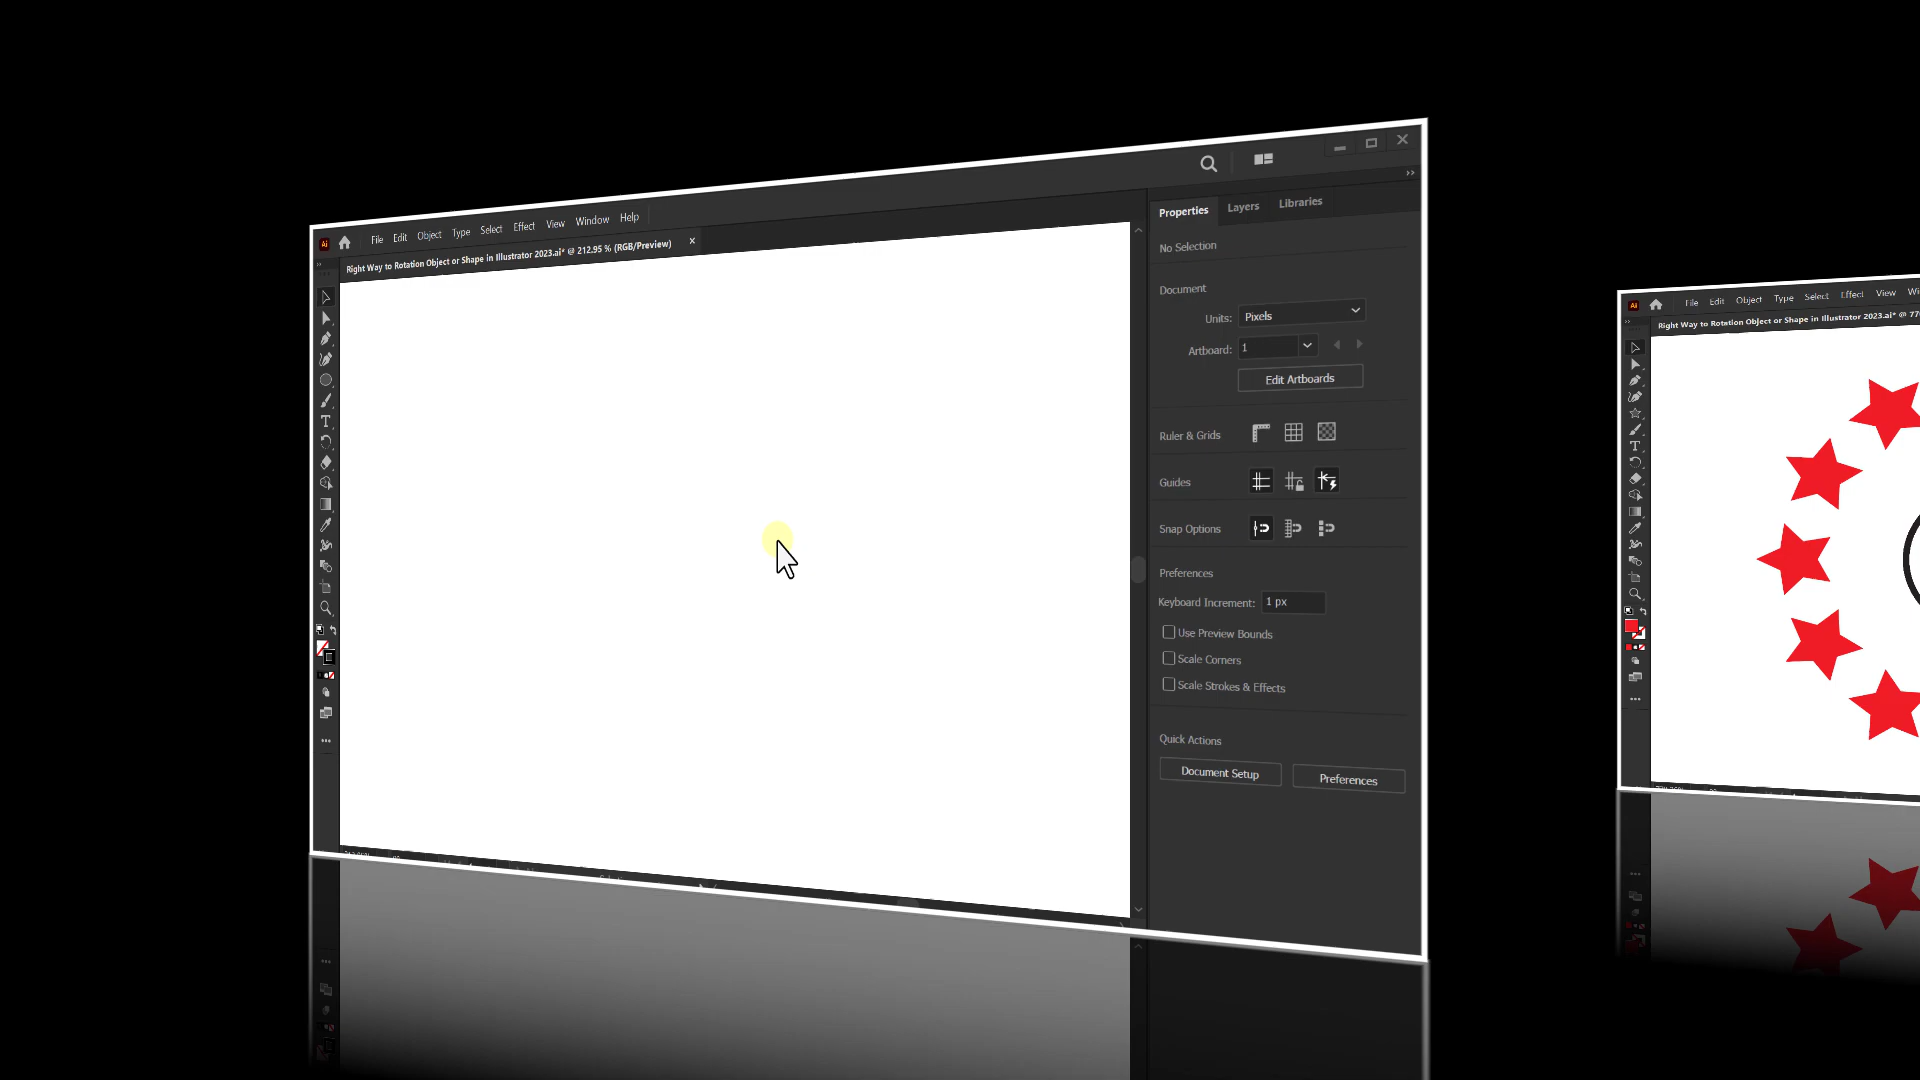 Ai File Edit Object Type Select Effect View Window Help
Right Way to Rotation Object or Shape in Illustrator 2023.ai* @ 212.95 % (RGB/Preview) ×
Properties Layers Libraries
No Selection
Document
Units: Pixels
Artboard: 1
Edit Artboards
Ruler & Grids
Guides
Snap Options
Preferences
Keyboard Increment: 1 px
Use Preview Bounds
Scale Corners
Scale Strokes & Effects
Quick Actions
Document Setup Preferences
Ai File Edit Object Type Select Effect View
Right Way to Rotation Object or Shape in Illustrator 2023.ai* @